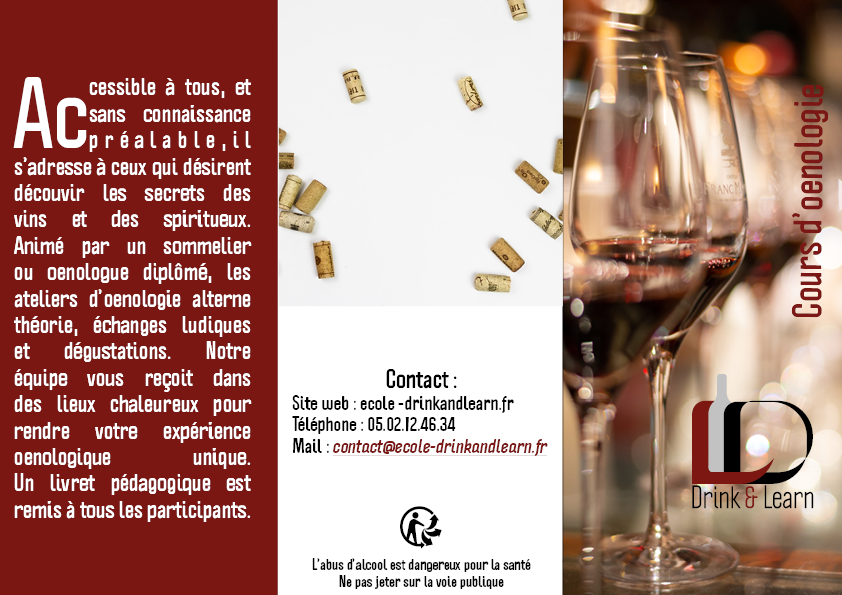 Accessible à tous, et
sans connaissance
préalable, il
s'adresse à ceux qui désirent
découvir les secrets des
vins et des spiritueux.
Animé par un sommelier
ou oenologue diplômé, les
ateliers d'oenologie alterne
théorie, échanges ludiques
et dégustations. Notre
équipe vous reçoit dans
des lieux chaleureux pour
rendre votre expérience
oenologique unique.
Un livret pédagogique est
remis à tous les participants.
Contact :
Site web : ecole -drinkandlearn.fr
Téléphone : 05.02.12.46.34
Mail : contact@ecole-drinkandlearn.fr
L'abus d'alcool est dangereux pour la santé
Ne pas jeter sur la voie publique
Cours d'oenologie
Drink & Learn